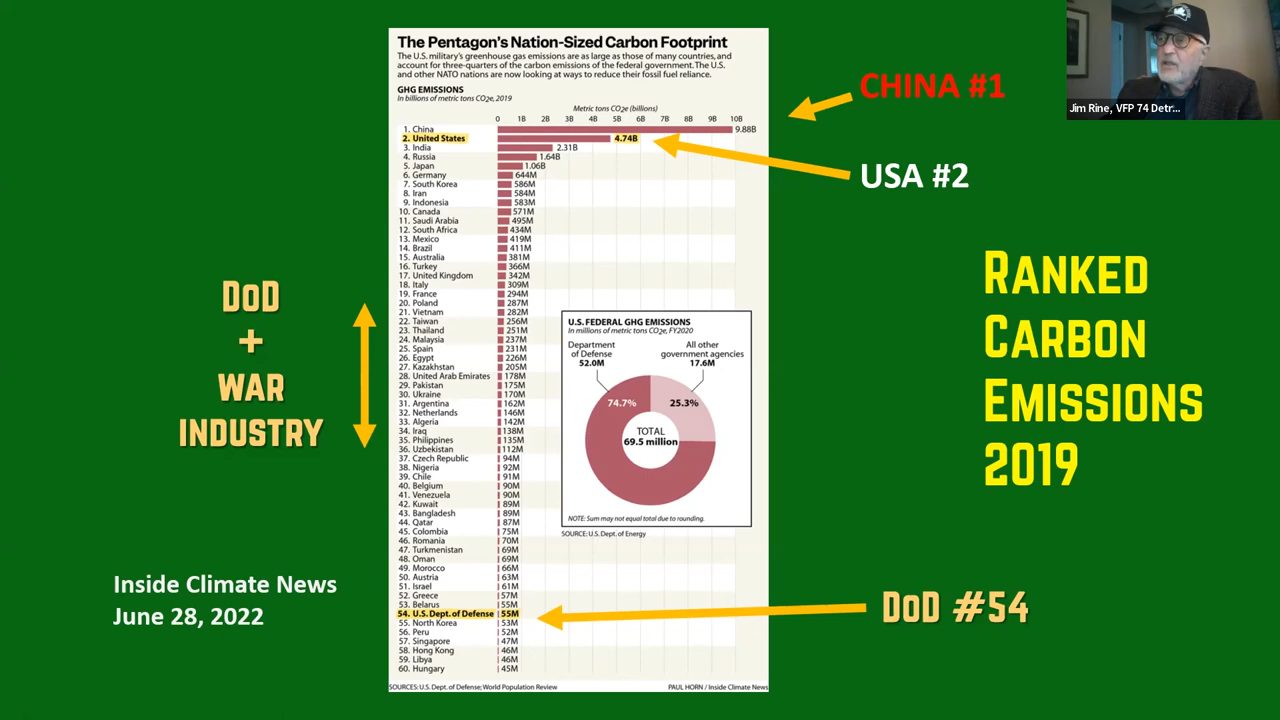 The Pentagon's Nation-Sized Carbon Footprint
The U.S. military's greenhouse gas emissions are as large as those of many countries, and
account for three-quarters of the carbon emissions of the federal government. The U.S.
and other NATO nations are now looking at ways to reduce their fossil fuel reliance.
GHG EMISSIONS
In billions of metric tons CO₂e, 2019
Metric tons CO₂e (billions)
0 1B 2B 3B 4B 5B 6B 7B 8B 9B 10B
1. China 9.88B
2. United States 4.74B
3. India 2.31B
4. Russia 1.64B
5. Japan 1.06B
6. Germany 644M
7. South Korea 586M
8. Iran 584M
9. Indonesia 583M
10. Canada 571M
11. Saudi Arabia 495M
12. South Africa 434M
13. Mexico 419M
14. Brazil 411M
15. Australia 381M
16. Turkey 366M
17. United Kingdom 342M
18. Italy 309M
19. France 294M
20. Poland 287M
21. Vietnam 282M
22. Taiwan 256M
23. Thailand 251M
24. Malaysia 237M
25. Spain 231M
26. Egypt 226M
27. Kazakhstan 205M
28. United Arab Emirates 178M
29. Pakistan 175M
30. Ukraine 170M
31. Argentina 162M
32. Netherlands 146M
33. Algeria 142M
34. Iraq 138M
35. Philippines 135M
36. Uzbekistan 112M
37. Czech Republic 94M
38. Nigeria 92M
39. Chile 91M
40. Belgium 90M
41. Venezuela 90M
42. Kuwait 89M
43. Bangladesh 89M
44. Qatar 87M
45. Colombia 75M
46. Romania 70M
47. Turkmenistan 69M
48. Oman 69M
49. Morocco 66M
50. Austria 63M
51. Israel 61M
52. Greece 57M
53. Belarus 55M
54. U.S. Dept. of Defense 55M
55. North Korea 53M
56. Peru 52M
57. Singapore 47M
58. Hong Kong 46M
59. Libya 46M
60. Hungary 45M
U.S. FEDERAL GHG EMISSIONS
In millions of metric tons CO₂e, FY2020
Department
of Defense
52.0M
All other
government agencies
17.6M
74.7%
25.3%
TOTAL
69.5 million
NOTE: Sum may not equal total due to rounding.
SOURCE: U.S. Dept. of Energy
SOURCES: U.S. Dept. of Defense; World Population Review
PAUL HORN / Inside Climate News
CHINA #1
USA #2
Jim Rine, VFP 74 Detr...
RANKED
CARBON
EMISSIONS
2019
DoD
+
WAR
INDUSTRY
Inside Climate News
June 28, 2022
DoD #54